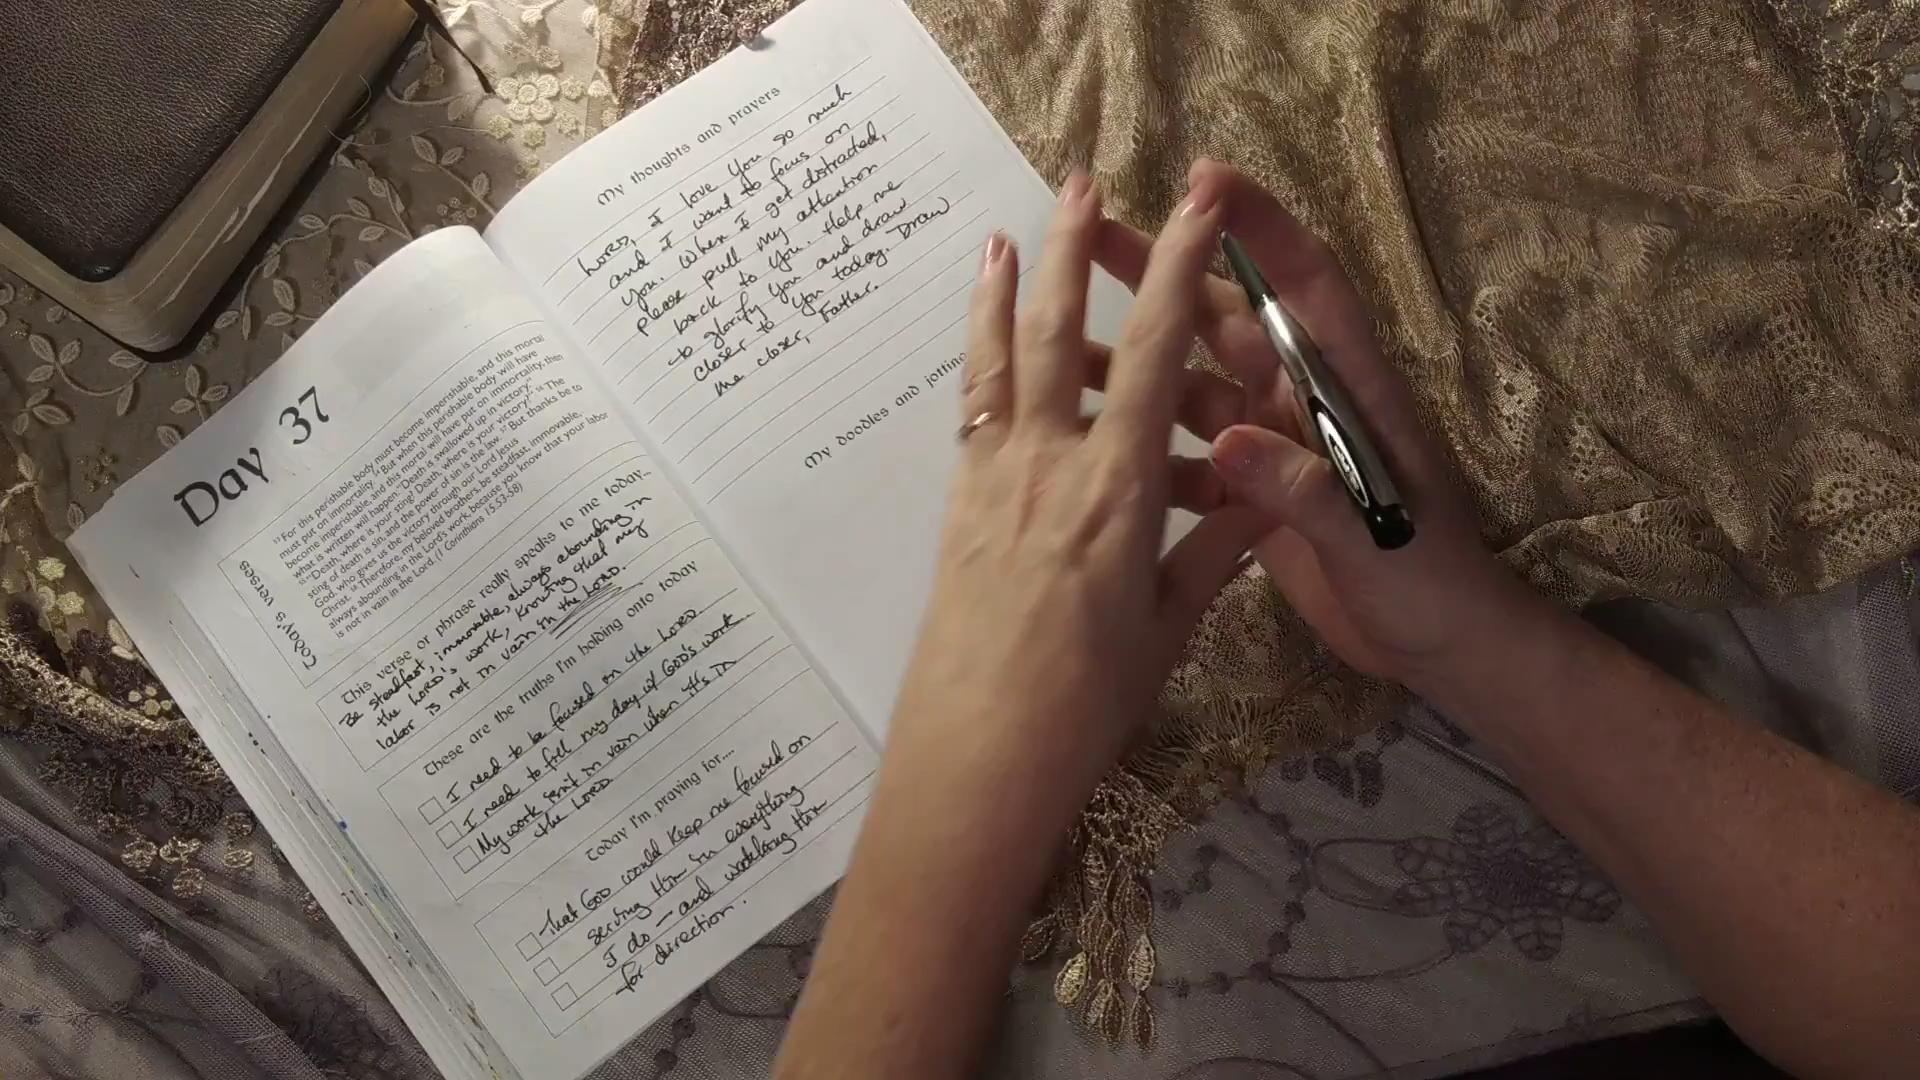 Day 37
Today's verses
53 "For this perishable body must become imperishable, and this mortal
must put on immortality. 54 "But when this perishable body will have
become imperishable, and this mortal will have put on immortality, then
what is written will happen: "Death is swallowed up in victory."
"Death, where is your sting? Death, where is your victory?" 56 The
sting of death is sin, and the power of sin is the law. 57 But thanks be to
God, who gives us the victory through our Lord Jesus
Christ. 58 Therefore, my beloved brothers, be steadfast, immovable,
always abounding in the Lord's work, because you know that your labor
is not in vain in the Lord. (1 Corinthians 15:53-58)
This verse or phrase really speaks to me today...
Be steadfast, immovable, always abounding in
the LORD's work, knowing that my
labor is not in vain in the LORD.
These are the truths I'm holding onto today
I need to be focused on the LORD.
I need to fill my day w/ God's work.
My work isn't in vain when it's in
the LORD
Today I'm praying for...
That God would keep me focused on
serving Him in everything
I do — and watching Him
for direction.
My thoughts and prayers
LORD, I love You so much
and I want to focus on
You. When I get distracted,
please pull my attention
back to You. Help me
to glorify You and draw
closer to You today. Draw
me closer, Father.
My doodles and jotting